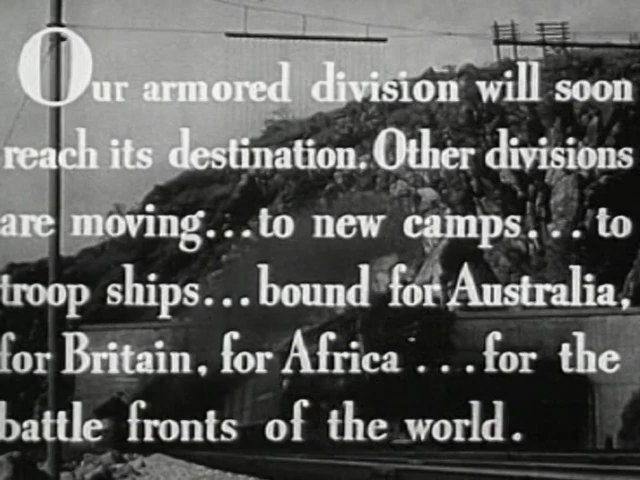 Our armored division will soon
reach its destination. Other divisions
are moving...to new camps...to
troop ships...bound for Australia,
for Britain, for Africa ...for the
battle fronts of the world.